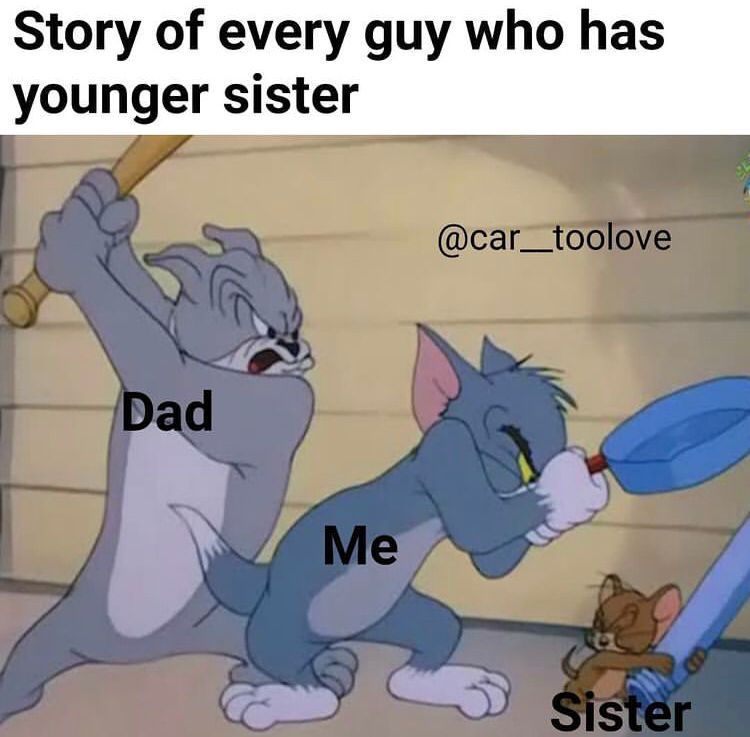 Story of every guy who has
younger sister
@car__toolove
Dad
Me
Sister